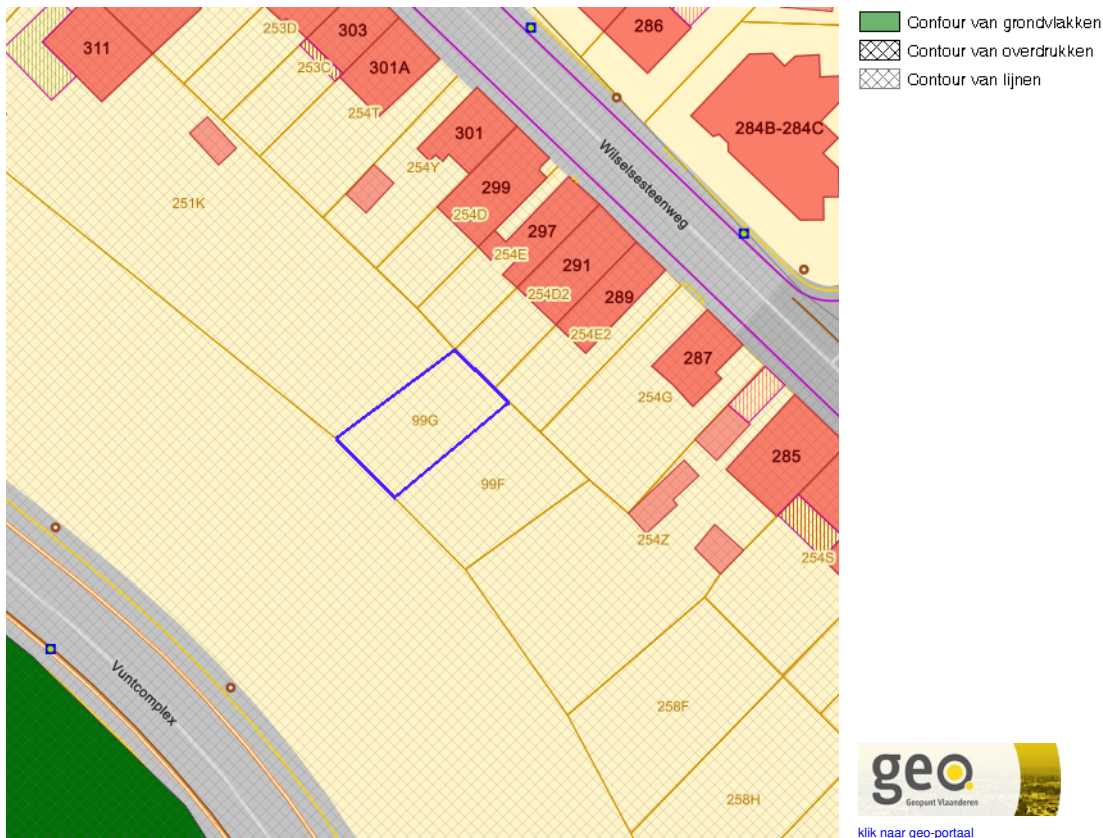 311
253D
303
253C
301A
254T
286
284B-284C
Contour van grondvlakken
Contour van overdrukken
Contour van lijnen
301
254Y
Wilselsesteenweg
251K
299
254D
297
254E
291
254D2
289
254E2
287
254G
99G
285
99F
254Z
254S
Vuntcomplex
258F
258H
geo.
Geopunt Vlaanderen
klik naar geo-portaal